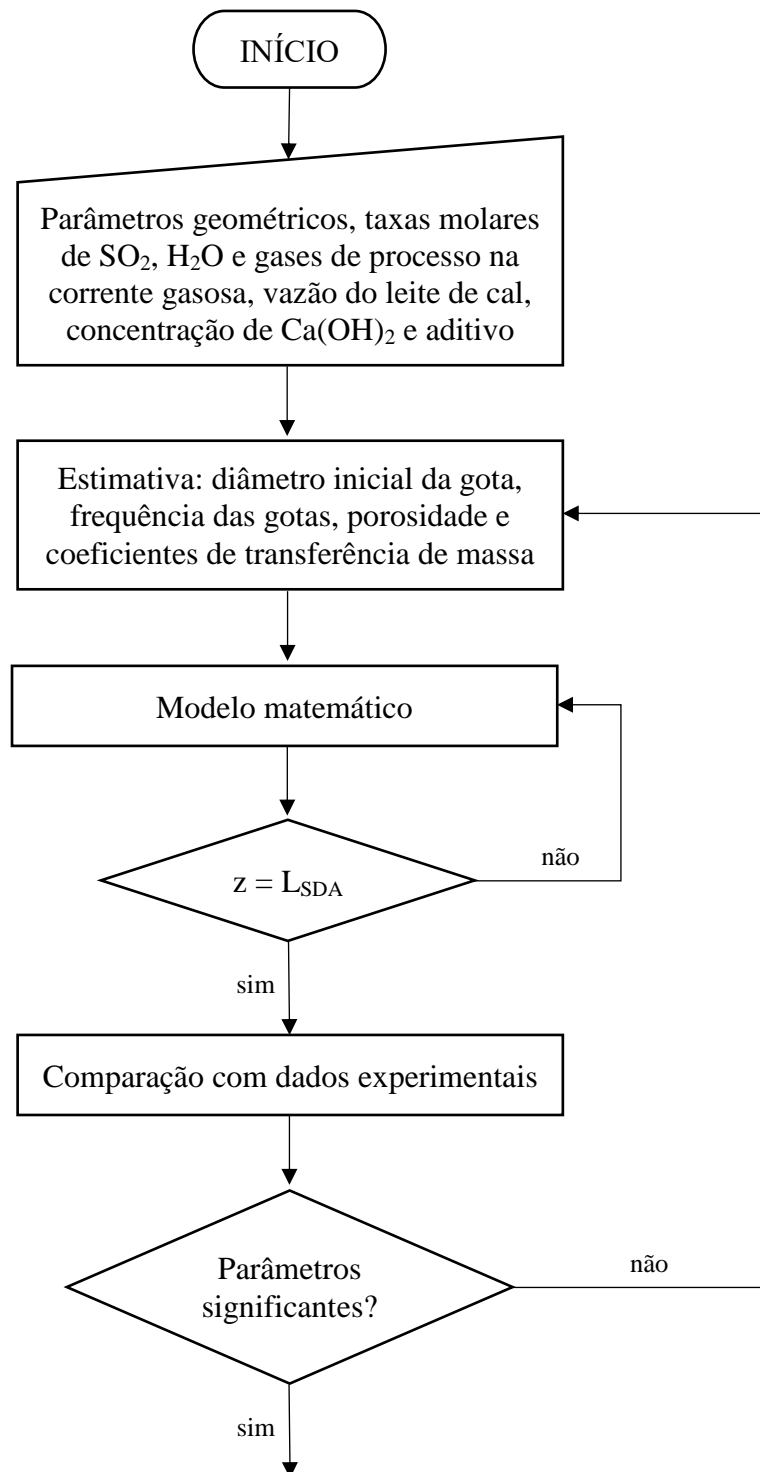 INÍCIO
Parâmetros geométricos, taxas molares
de SO₂, H₂O e gases de processo na
corrente gasosa, vazão do leite de cal,
concentração de Ca(OH)₂ e aditivo
Estimativa: diâmetro inicial da gota,
frequência das gotas, porosidade e
coeficientes de transferência de massa
Modelo matemático
z = L_SDA
não
sim
Comparação com dados experimentais
Parâmetros
significantes?
não
sim